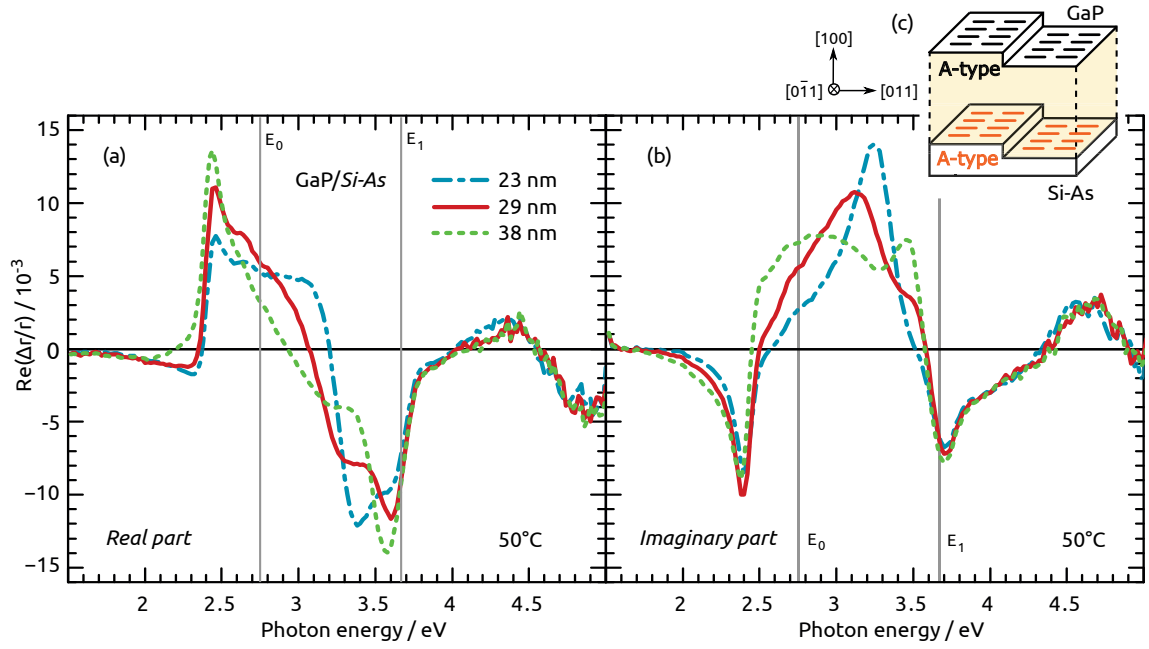 (c)
GaP
[100]
[01̄1]
[011]
A-type
A-type
Si-As
15
10
5
0
−5
−10
−15
Re(Δr/r) / 10⁻³
(a)
E₀
E₁
GaP/Si-As
23 nm
29 nm
38 nm
Real part
50°C
2
2.5
3
3.5
4
4.5
Photon energy / eV
(b)
Imaginary part
E₀
E₁
50°C
2
2.5
3
3.5
4
4.5
Photon energy / eV